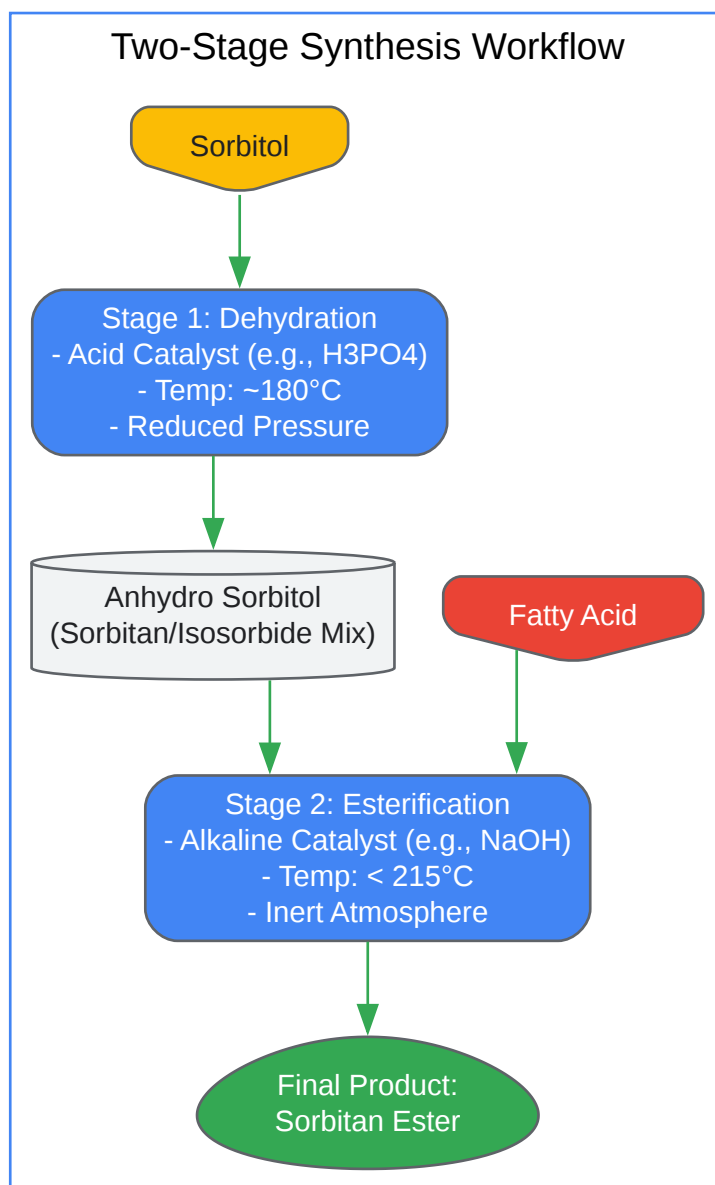 Two-Stage Synthesis Workflow
Sorbitol
Stage 1: Dehydration
- Acid Catalyst (e.g., H3PO4)
- Temp: ~180°C
- Reduced Pressure
Anhydro Sorbitol
(Sorbitan/Isosorbide Mix)
Fatty Acid
Stage 2: Esterification
- Alkaline Catalyst (e.g., NaOH)
- Temp: < 215°C
- Inert Atmosphere
Final Product:
Sorbitan Ester